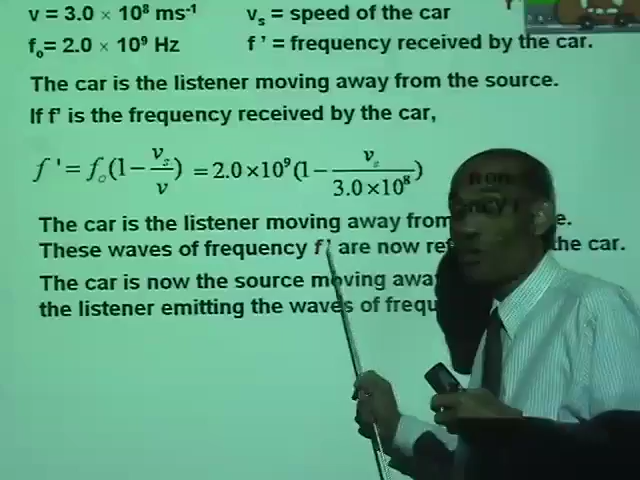 v = 3.0 × 10⁸ ms⁻¹ vₛ = speed of the car
fₒ= 2.0 × 10⁹ Hz f ' = frequency received by the car.
The car is the listener moving away from the source.
If f' is the frequency received by the car,
f ' = fₒ(1 − vₛ/v) = 2.0×10⁹(1 − vₛ/3.0×10⁸)
The car is the listener moving away from e.
These waves of frequency f' are now re the car.
The car is now the source moving awa
the listener emitting the waves of frequ